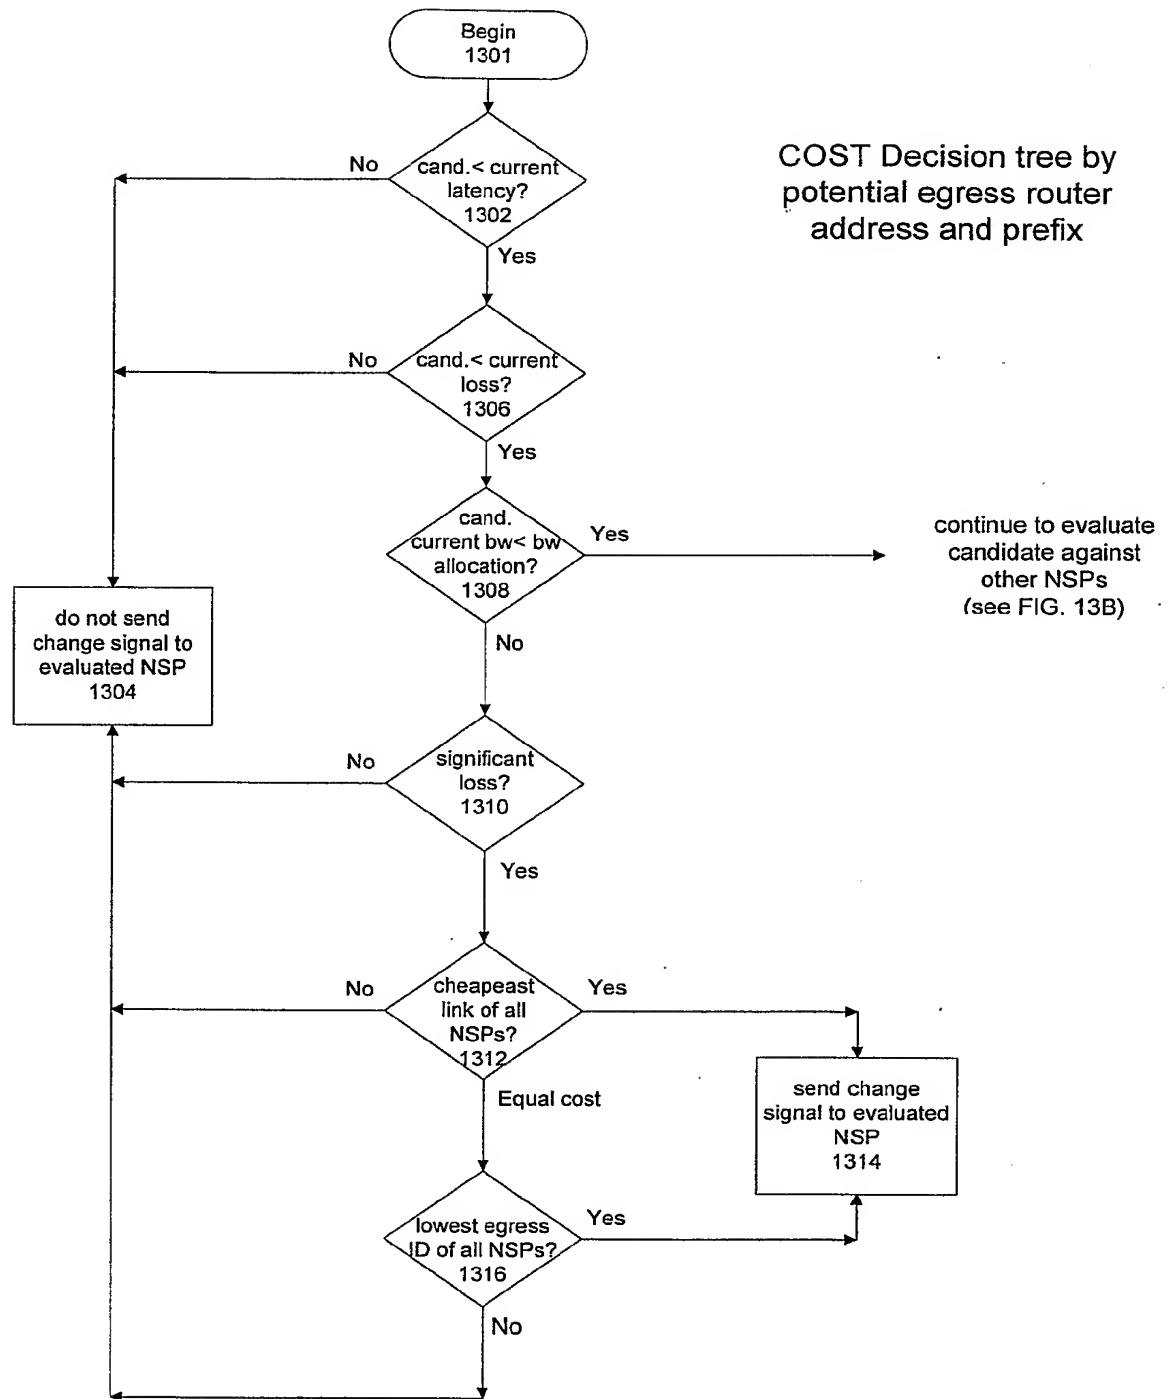 Begin
1301
COST Decision tree by
potential egress router
address and prefix
No
cand.< current
latency?
1302
Yes
No
cand.< current
loss?
1306
Yes
cand.
current bw< bw
allocation?
1308
Yes
continue to evaluate
candidate against
other NSPs
(see FIG. 13B)
No
do not send
change signal to
evaluated NSP
1304
No
significant
loss?
1310
Yes
No
cheapeast
link of all
NSPs?
1312
Yes
Equal cost
send change
signal to evaluated
NSP
1314
lowest egress
ID of all NSPs?
1316
Yes
No